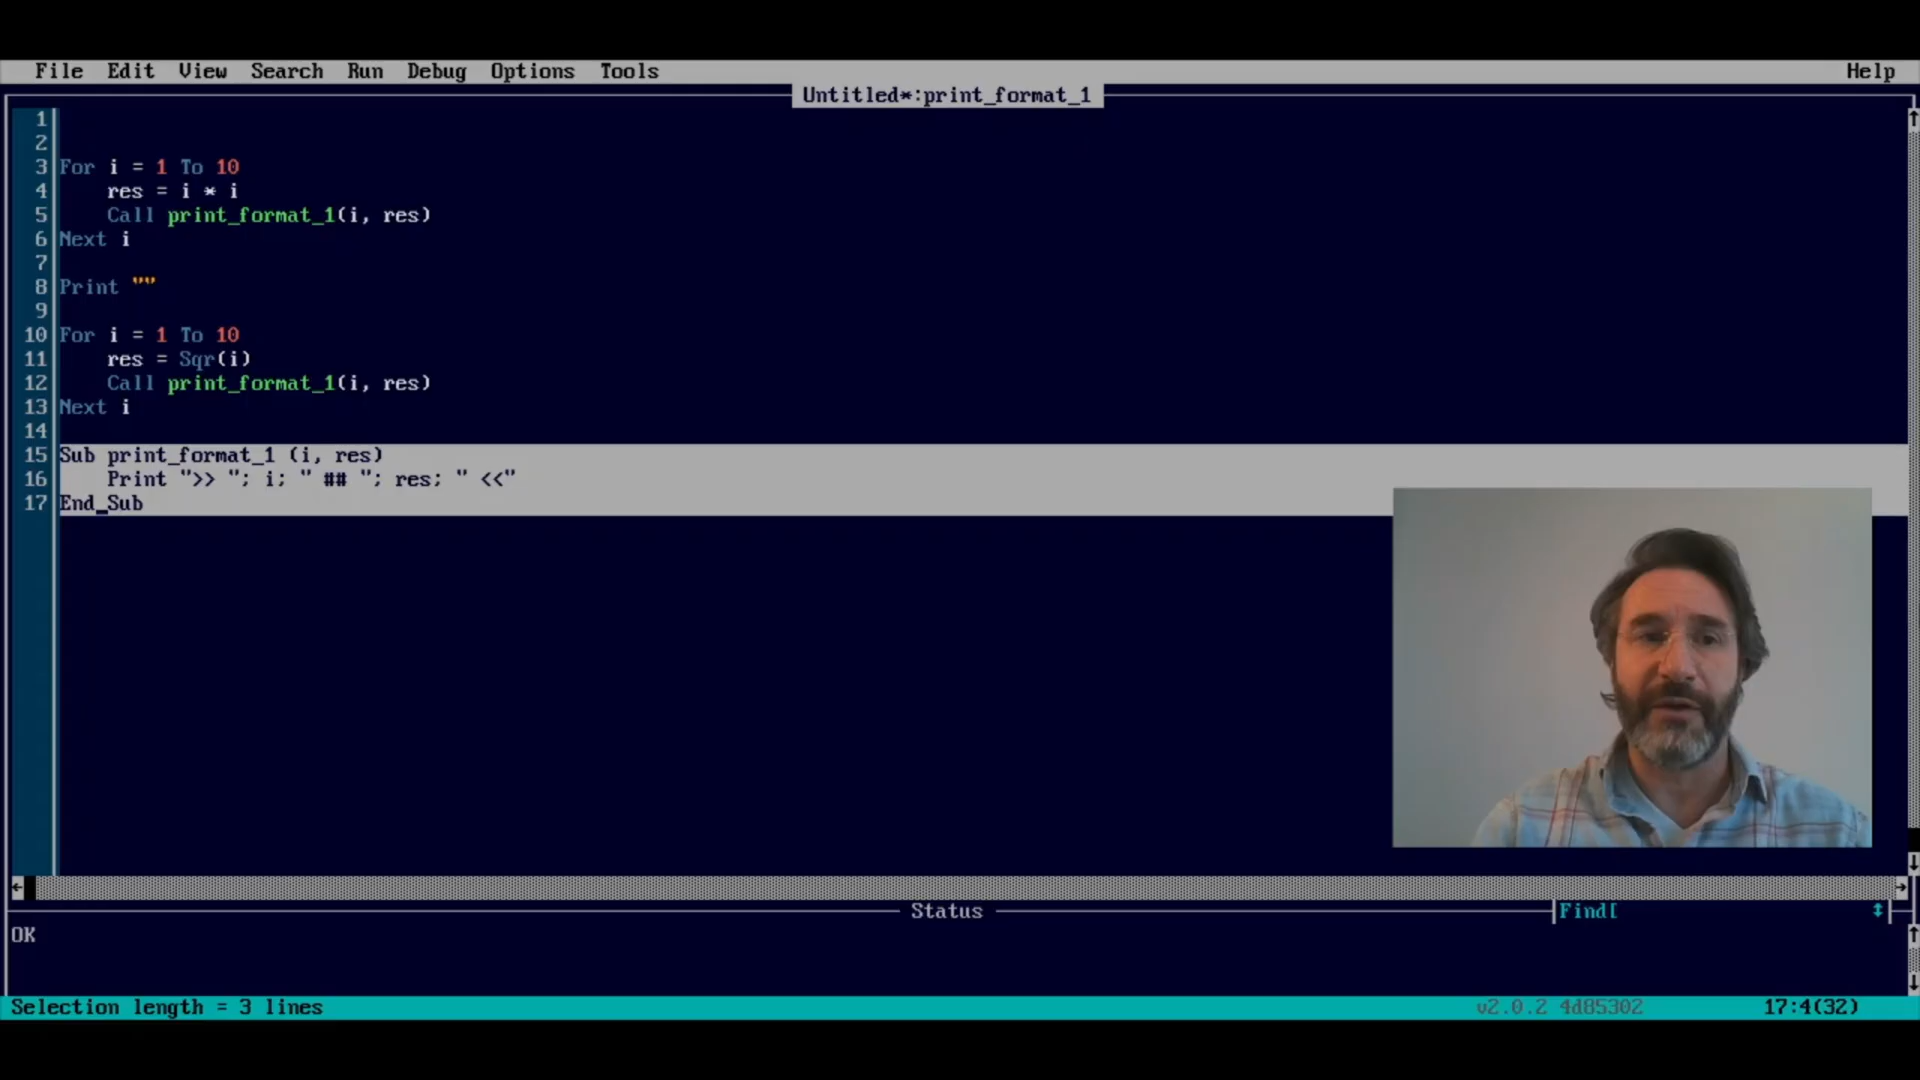 File Edit View Search Run Debug Options Tools Help
Untitled*:print_format_1
1
2
3 For i = 1 To 10
4 res = i * i
5 Call print_format_1(i, res)
6 Next i
7
8 Print ""
9
10 For i = 1 To 10
11 res = Sqr(i)
12 Call print_format_1(i, res)
13 Next i
14
15 Sub print_format_1 (i, res)
16 Print ">> "; i; " ## "; res; " <<"
17 End_Sub
Status
Find[
OK
Selection length = 3 lines v2.0.2 4d85302 17:4(32)